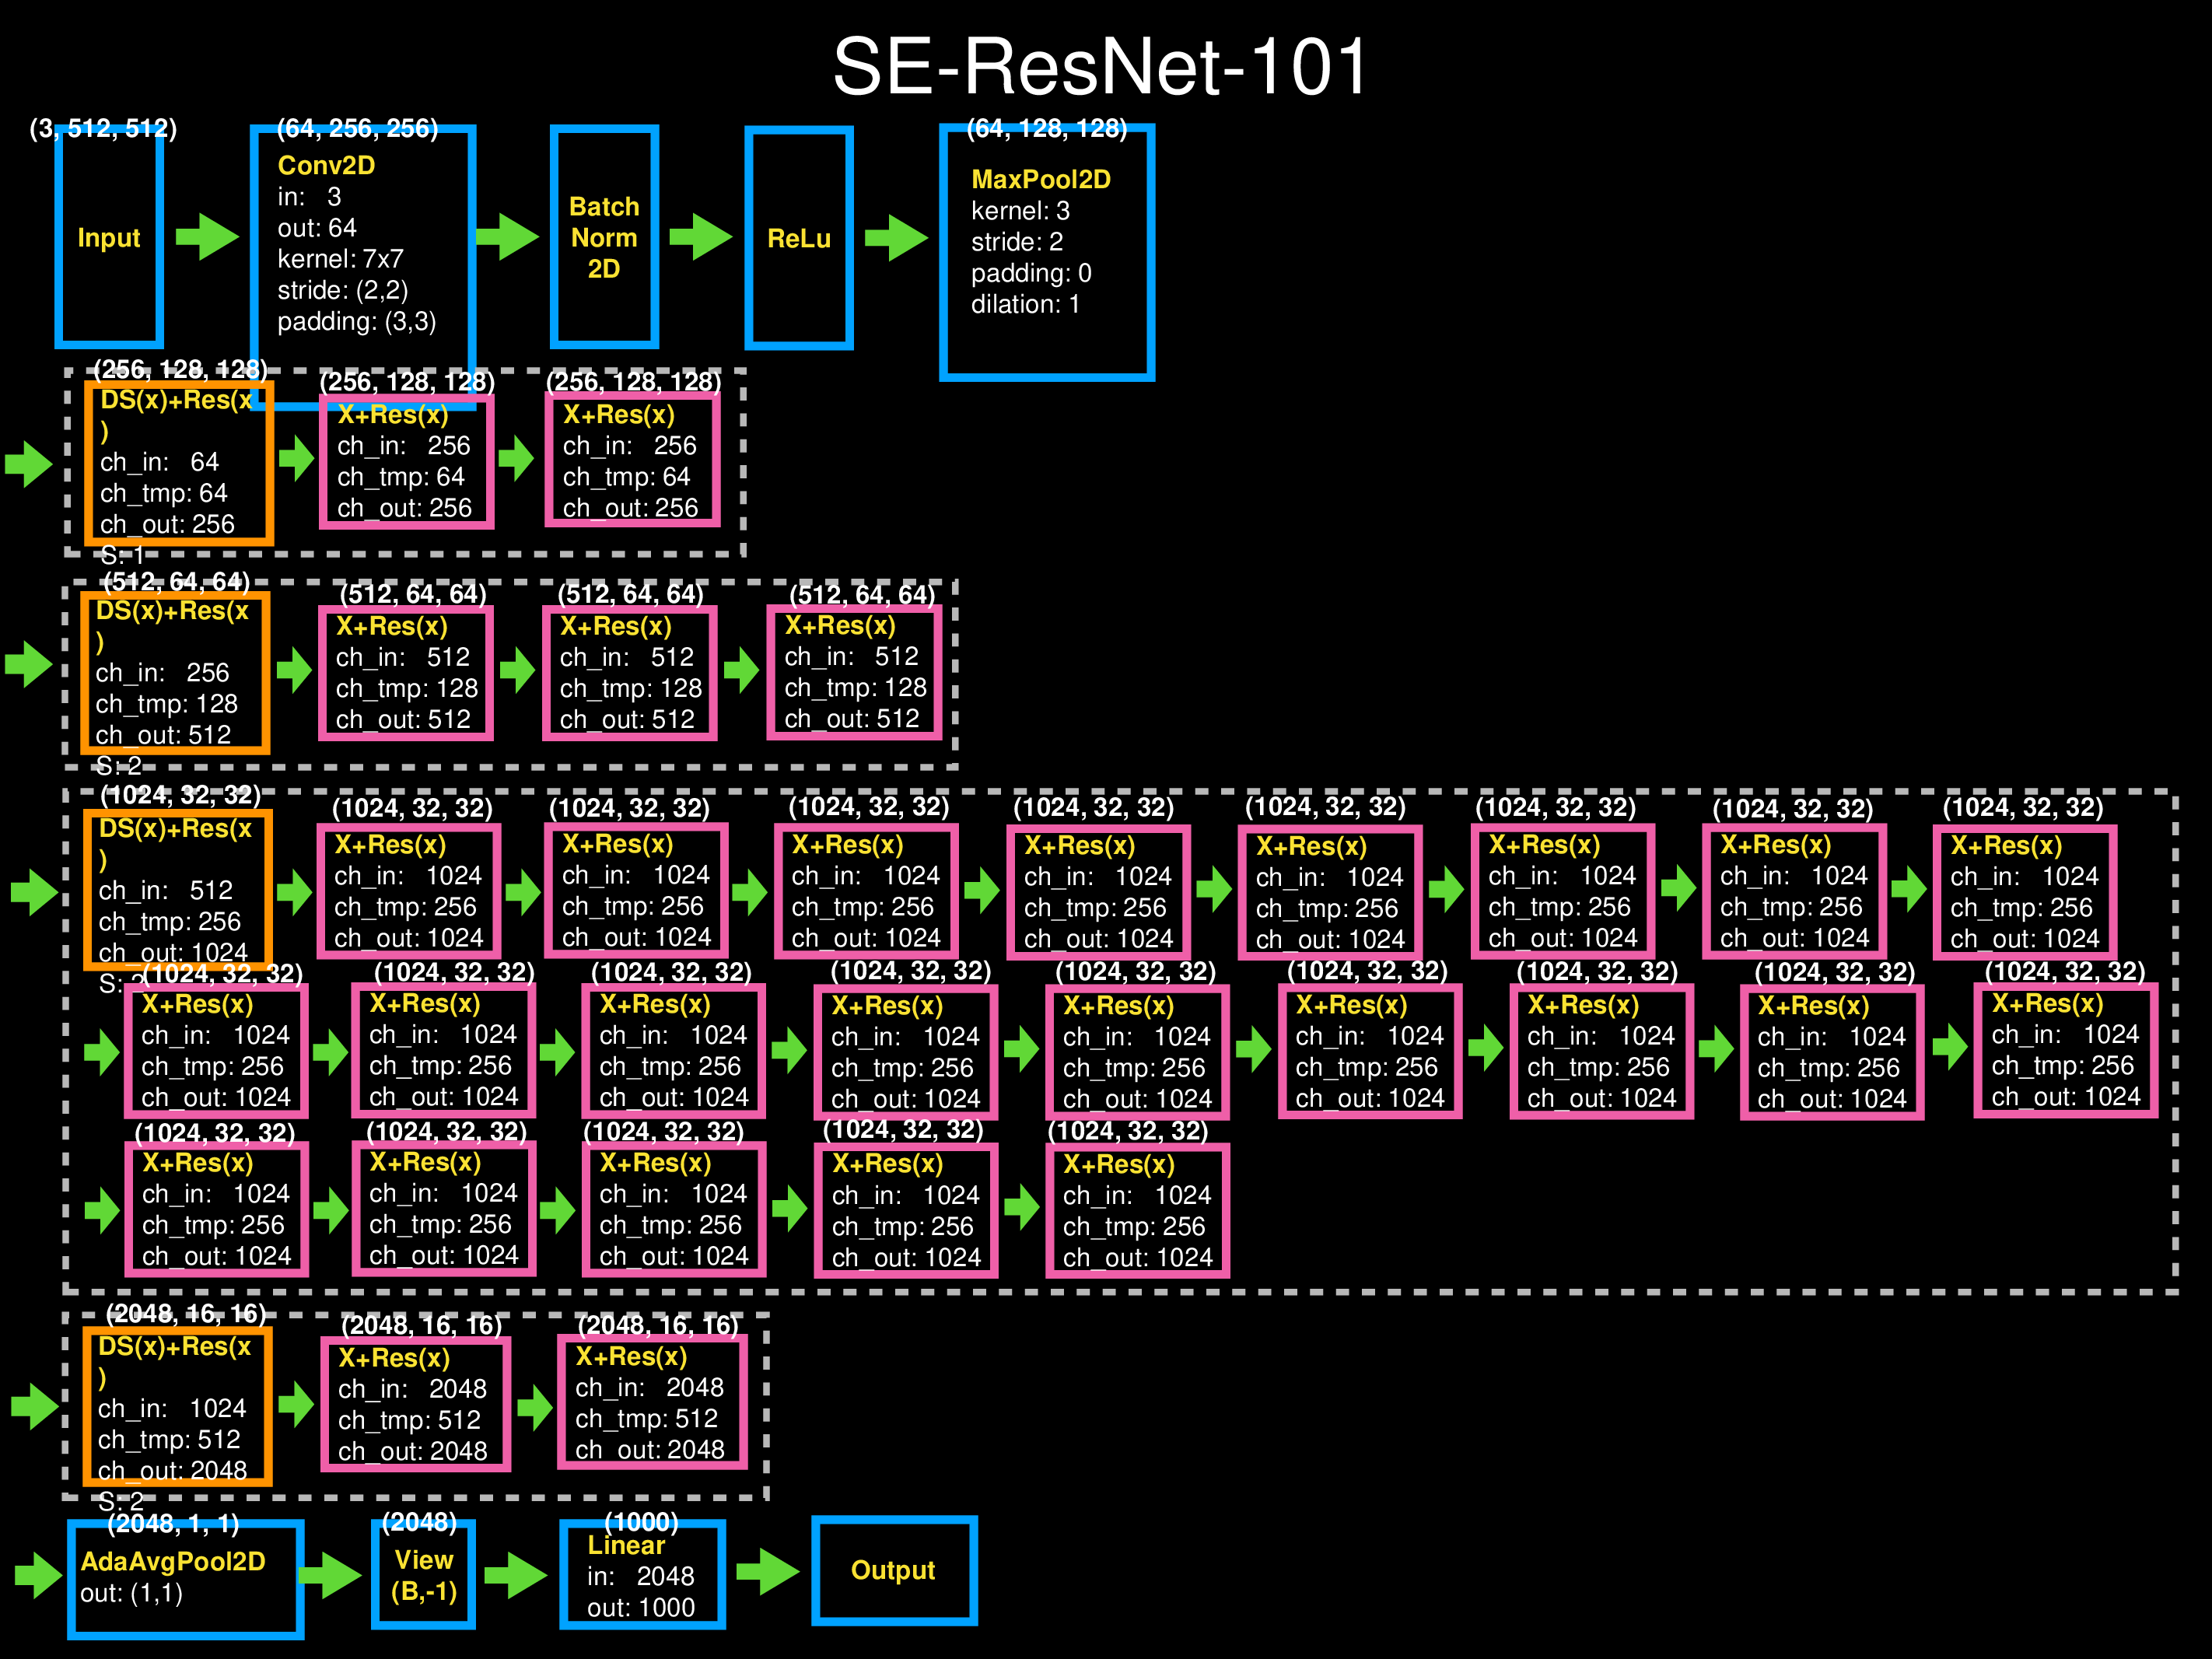 SE-ResNet-101
(3, 512, 512)
Input
(64, 256, 256)
Conv2D
in: 3
out: 64
kernel: 7x7
stride: (2,2)
padding: (3,3)
Batch
Norm
2D
ReLu
(64, 128, 128)
MaxPool2D
kernel: 3
stride: 2
padding: 0
dilation: 1
(256, 128, 128)
DS(x)+Res(x
)
ch_in: 64
ch_tmp: 64
ch_out: 256
S: 1
(256, 128, 128)
X+Res(x)
ch_in: 256
ch_tmp: 64
ch_out: 256
(256, 128, 128)
X+Res(x)
ch_in: 256
ch_tmp: 64
ch_out: 256
(512, 64, 64)
DS(x)+Res(x
)
ch_in: 256
ch_tmp: 128
ch_out: 512
S: 2
(512, 64, 64)
X+Res(x)
ch_in: 512
ch_tmp: 128
ch_out: 512
(512, 64, 64)
X+Res(x)
ch_in: 512
ch_tmp: 128
ch_out: 512
(512, 64, 64)
X+Res(x)
ch_in: 512
ch_tmp: 128
ch_out: 512
(1024, 32, 32)
DS(x)+Res(x
)
ch_in: 512
ch_tmp: 256
ch_out: 1024
S:
(1024, 32, 32)
X+Res(x)
ch_in: 1024
ch_tmp: 256
ch_out: 1024
(1024, 32, 32)
X+Res(x)
ch_in: 1024
ch_tmp: 256
ch_out: 1024
(1024, 32, 32)
X+Res(x)
ch_in: 1024
ch_tmp: 256
ch_out: 1024
(1024, 32, 32)
X+Res(x)
ch_in: 1024
ch_tmp: 256
ch_out: 1024
(1024, 32, 32)
X+Res(x)
ch_in: 1024
ch_tmp: 256
ch_out: 1024
(1024, 32, 32)
X+Res(x)
ch_in: 1024
ch_tmp: 256
ch_out: 1024
(1024, 32, 32)
X+Res(x)
ch_in: 1024
ch_tmp: 256
ch_out: 1024
(1024, 32, 32)
X+Res(x)
ch_in: 1024
ch_tmp: 256
ch_out: 1024
(1024, 32, 32)
X+Res(x)
ch_in: 1024
ch_tmp: 256
ch_out: 1024
(1024, 32, 32)
X+Res(x)
ch_in: 1024
ch_tmp: 256
ch_out: 1024
(1024, 32, 32)
X+Res(x)
ch_in: 1024
ch_tmp: 256
ch_out: 1024
(1024, 32, 32)
X+Res(x)
ch_in: 1024
ch_tmp: 256
ch_out: 1024
(1024, 32, 32)
X+Res(x)
ch_in: 1024
ch_tmp: 256
ch_out: 1024
(1024, 32, 32)
X+Res(x)
ch_in: 1024
ch_tmp: 256
ch_out: 1024
(1024, 32, 32)
X+Res(x)
ch_in: 1024
ch_tmp: 256
ch_out: 1024
(1024, 32, 32)
X+Res(x)
ch_in: 1024
ch_tmp: 256
ch_out: 1024
(1024, 32, 32)
X+Res(x)
ch_in: 1024
ch_tmp: 256
ch_out: 1024
(1024, 32, 32)
X+Res(x)
ch_in: 1024
ch_tmp: 256
ch_out: 1024
(1024, 32, 32)
X+Res(x)
ch_in: 1024
ch_tmp: 256
ch_out: 1024
(1024, 32, 32)
X+Res(x)
ch_in: 1024
ch_tmp: 256
ch_out: 1024
(1024, 32, 32)
X+Res(x)
ch_in: 1024
ch_tmp: 256
ch_out: 1024
(1024, 32, 32)
X+Res(x)
ch_in: 1024
ch_tmp: 256
ch_out: 1024
(2048, 16, 16)
DS(x)+Res(x
)
ch_in: 1024
ch_tmp: 512
ch_out: 2048
S: 2
(2048, 16, 16)
X+Res(x)
ch_in: 2048
ch_tmp: 512
ch_out: 2048
(2048, 16, 16)
X+Res(x)
ch_in: 2048
ch_tmp: 512
ch_out: 2048
(2048, 1, 1)
AdaAvgPool2D
out: (1,1)
(2048)
View
(B,-1)
(1000)
Linear
in: 2048
out: 1000
Output